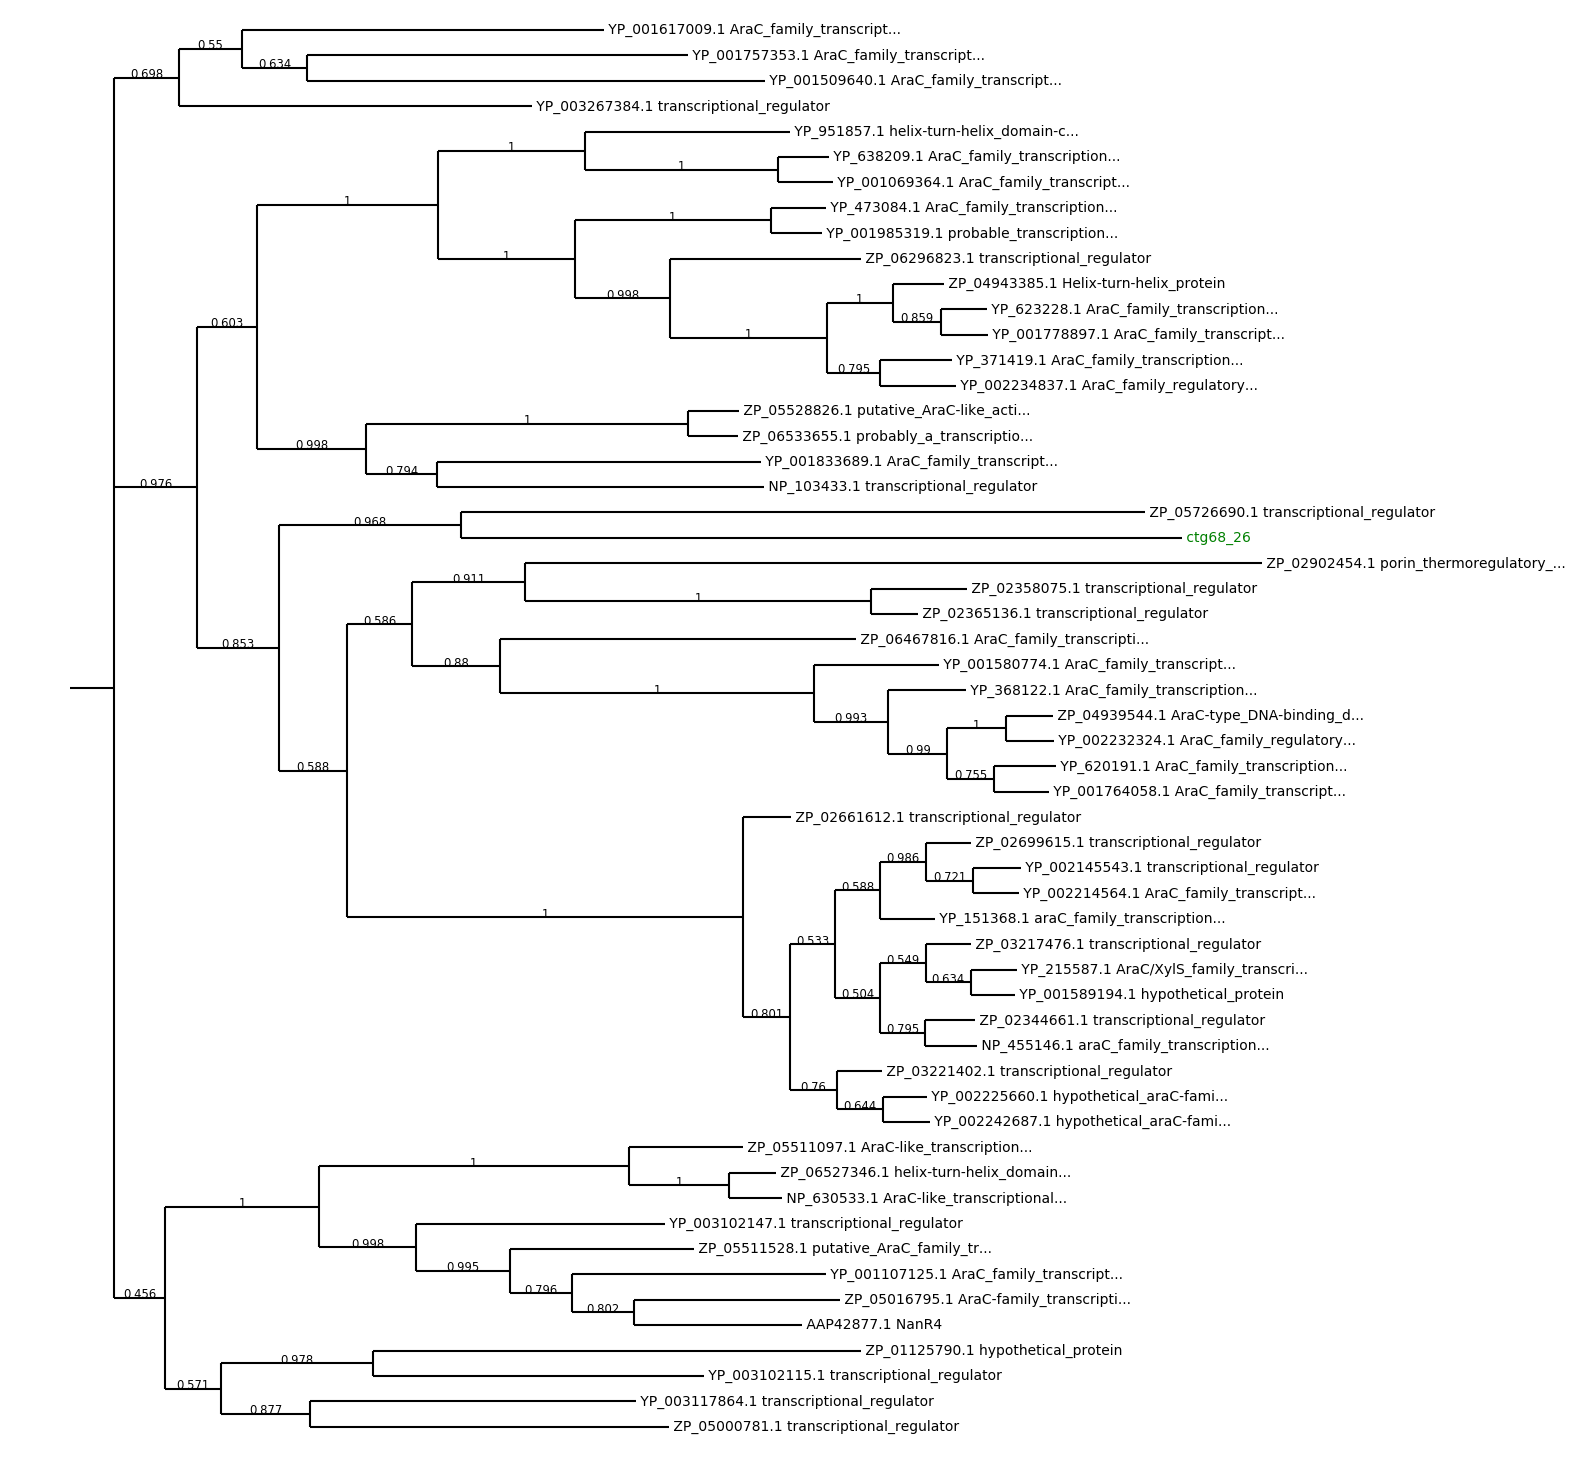 YP_001617009.1 AraC_family_transcript...
0.55
YP_001757353.1 AraC_family_transcript...
0.634
0.698
YP_001509640.1 AraC_family_transcript...
YP_003267384.1 transcriptional_regulator
YP_951857.1 helix-turn-helix_domain-c...
1
YP_638209.1 AraC_family_transcription...
1
YP_001069364.1 AraC_family_transcript...
1
YP_473084.1 AraC_family_transcription...
1
YP_001985319.1 probable_transcription...
1
ZP_06296823.1 transcriptional_regulator
ZP_04943385.1 Helix-turn-helix_protein
0.998
1
YP_623228.1 AraC_family_transcription...
0.859
0.603
1
YP_001778897.1 AraC_family_transcript...
YP_371419.1 AraC_family_transcription...
0.795
YP_002234837.1 AraC_family_regulatory...
ZP_05528826.1 putative_AraC-like_acti...
1
ZP_06533655.1 probably_a_transcriptio...
0.998
YP_001833689.1 AraC_family_transcript...
0.794
0.976
NP_103433.1 transcriptional_regulator
ZP_05726690.1 transcriptional_regulator
0.968
ctg68_26
ZP_02902454.1 porin_thermoregulatory_...
0.911
ZP_02358075.1 transcriptional_regulator
1
ZP_02365136.1 transcriptional_regulator
0.586
ZP_06467816.1 AraC_family_transcripti...
0.853
0.88
YP_001580774.1 AraC_family_transcript...
1
YP_368122.1 AraC_family_transcription...
0.993
ZP_04939544.1 AraC-type_DNA-binding_d...
1
YP_002232324.1 AraC_family_regulatory...
0.99
0.588
YP_620191.1 AraC_family_transcription...
0.755
YP_001764058.1 AraC_family_transcript...
ZP_02661612.1 transcriptional_regulator
ZP_02699615.1 transcriptional_regulator
0.986
YP_002145543.1 transcriptional_regulator
0.721
0.588
YP_002214564.1 AraC_family_transcript...
1
YP_151368.1 araC_family_transcription...
0.533
ZP_03217476.1 transcriptional_regulator
0.549
YP_215587.1 AraC/XylS_family_transcri...
0.634
0.504
YP_001589194.1 hypothetical_protein
0.801
ZP_02344661.1 transcriptional_regulator
0.795
NP_455146.1 araC_family_transcription...
ZP_03221402.1 transcriptional_regulator
0.76
YP_002225660.1 hypothetical_araC-fami...
0.644
YP_002242687.1 hypothetical_araC-fami...
ZP_05511097.1 AraC-like_transcription...
1
ZP_06527346.1 helix-turn-helix_domain...
1
NP_630533.1 AraC-like_transcriptional...
1
YP_003102147.1 transcriptional_regulator
0.998
ZP_05511528.1 putative_AraC_family_tr...
0.995
YP_001107125.1 AraC_family_transcript...
0.796
0.456
ZP_05016795.1 AraC-family_transcripti...
0.802
AAP42877.1 NanR4
ZP_01125790.1 hypothetical_protein
0.978
YP_003102115.1 transcriptional_regulator
0.571
YP_003117864.1 transcriptional_regulator
0.877
ZP_05000781.1 transcriptional_regulator